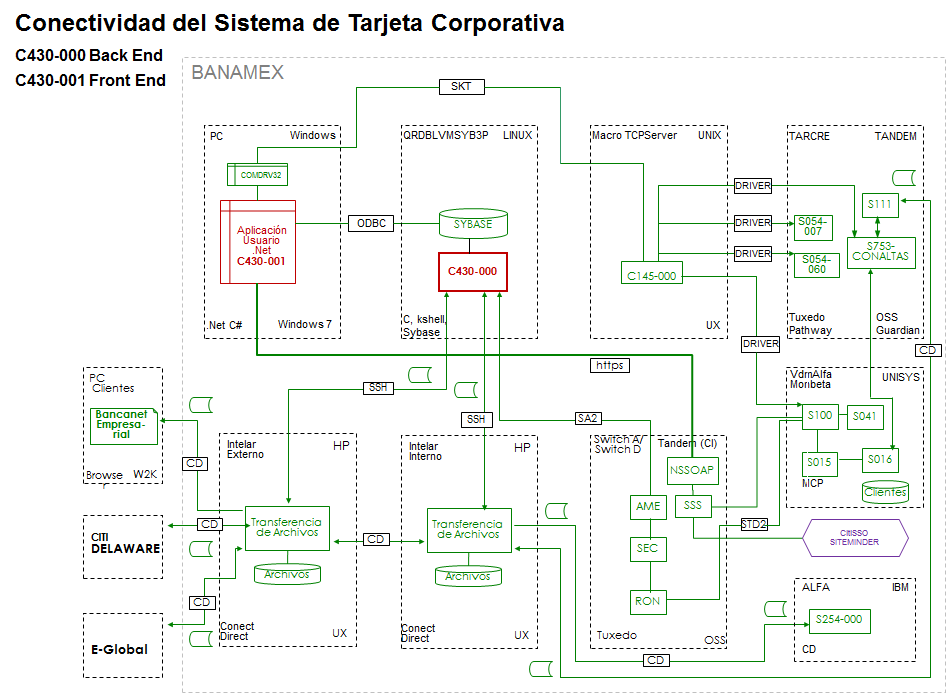 Conectividad del Sistema de Tarjeta Corporativa
C430-000 Back End
C430-001 Front End
BANAMEX
SKT
PC
Windows
COMDRV32
Aplicación
Usuario
.Net
C430-001
.Net C#
Windows 7
ODBC
QRDBLVMSYB3P
LINUX
SYBASE
C430-000
C, kshell,
Sybase
Macro TCPServer
UNIX
C145-000
UX
DRIVER
DRIVER
DRIVER
DRIVER
TARCRE
TANDEM
S111
S054-
007
S753-
CONALTAS
S054-
060
Tuxedo
Pathway
OSS
Guardian
CD
https
SSH
SSH
SA2
PC
Clientes
Bancanet
Empresa-
rial
Browse
r
W2K
CD
Intelar
Externo
HP
Transferencia
de Archivos
Archivos
Conect
Direct
UX
CD
Intelar
Interno
HP
Transferencia
de Archivos
Archivos
Conect
Direct
UX
Switch A/
Switch D
Tandem (CI)
NSSOAP
AME
SSS
SEC
RON
Tuxedo
OSS
STD2
VdmAlfa
Monbeta
UNISYS
S100
S041
S015
S016
MCP
Clientes
CitiSSO
SITEMINDER
CITI
DELAWARE
CD
E-Global
CD
ALFA
IBM
S254-000
CD
CD